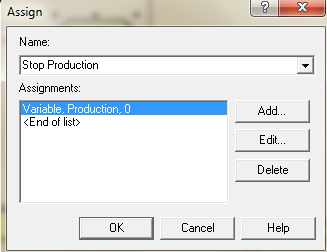 Assign
?
Name:
Stop Production
Assignments:
Variable, Production, 0
<End of list>
Add...
Edit...
Delete
OK
Cancel
Help